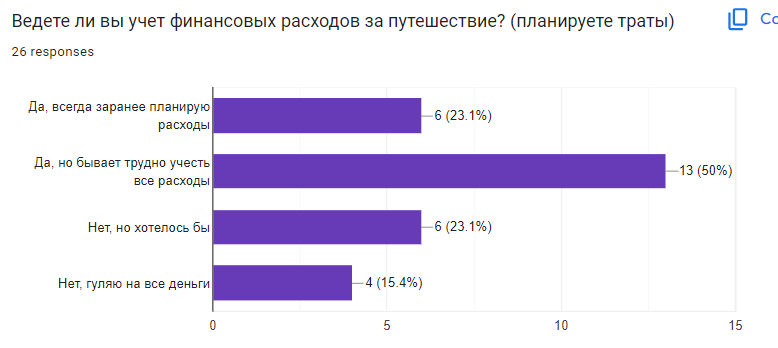 Ведете ли вы учет финансовых расходов за путешествие? (планируете траты)
Co
26 responses
Да, всегда заранее планирую
расходы
6 (23.1%)
Да, но бывает трудно учесть
все расходы
13 (50%)
Нет, но хотелось бы
6 (23.1%)
Нет, гуляю на все деньги
4 (15.4%)
0
5
10
15